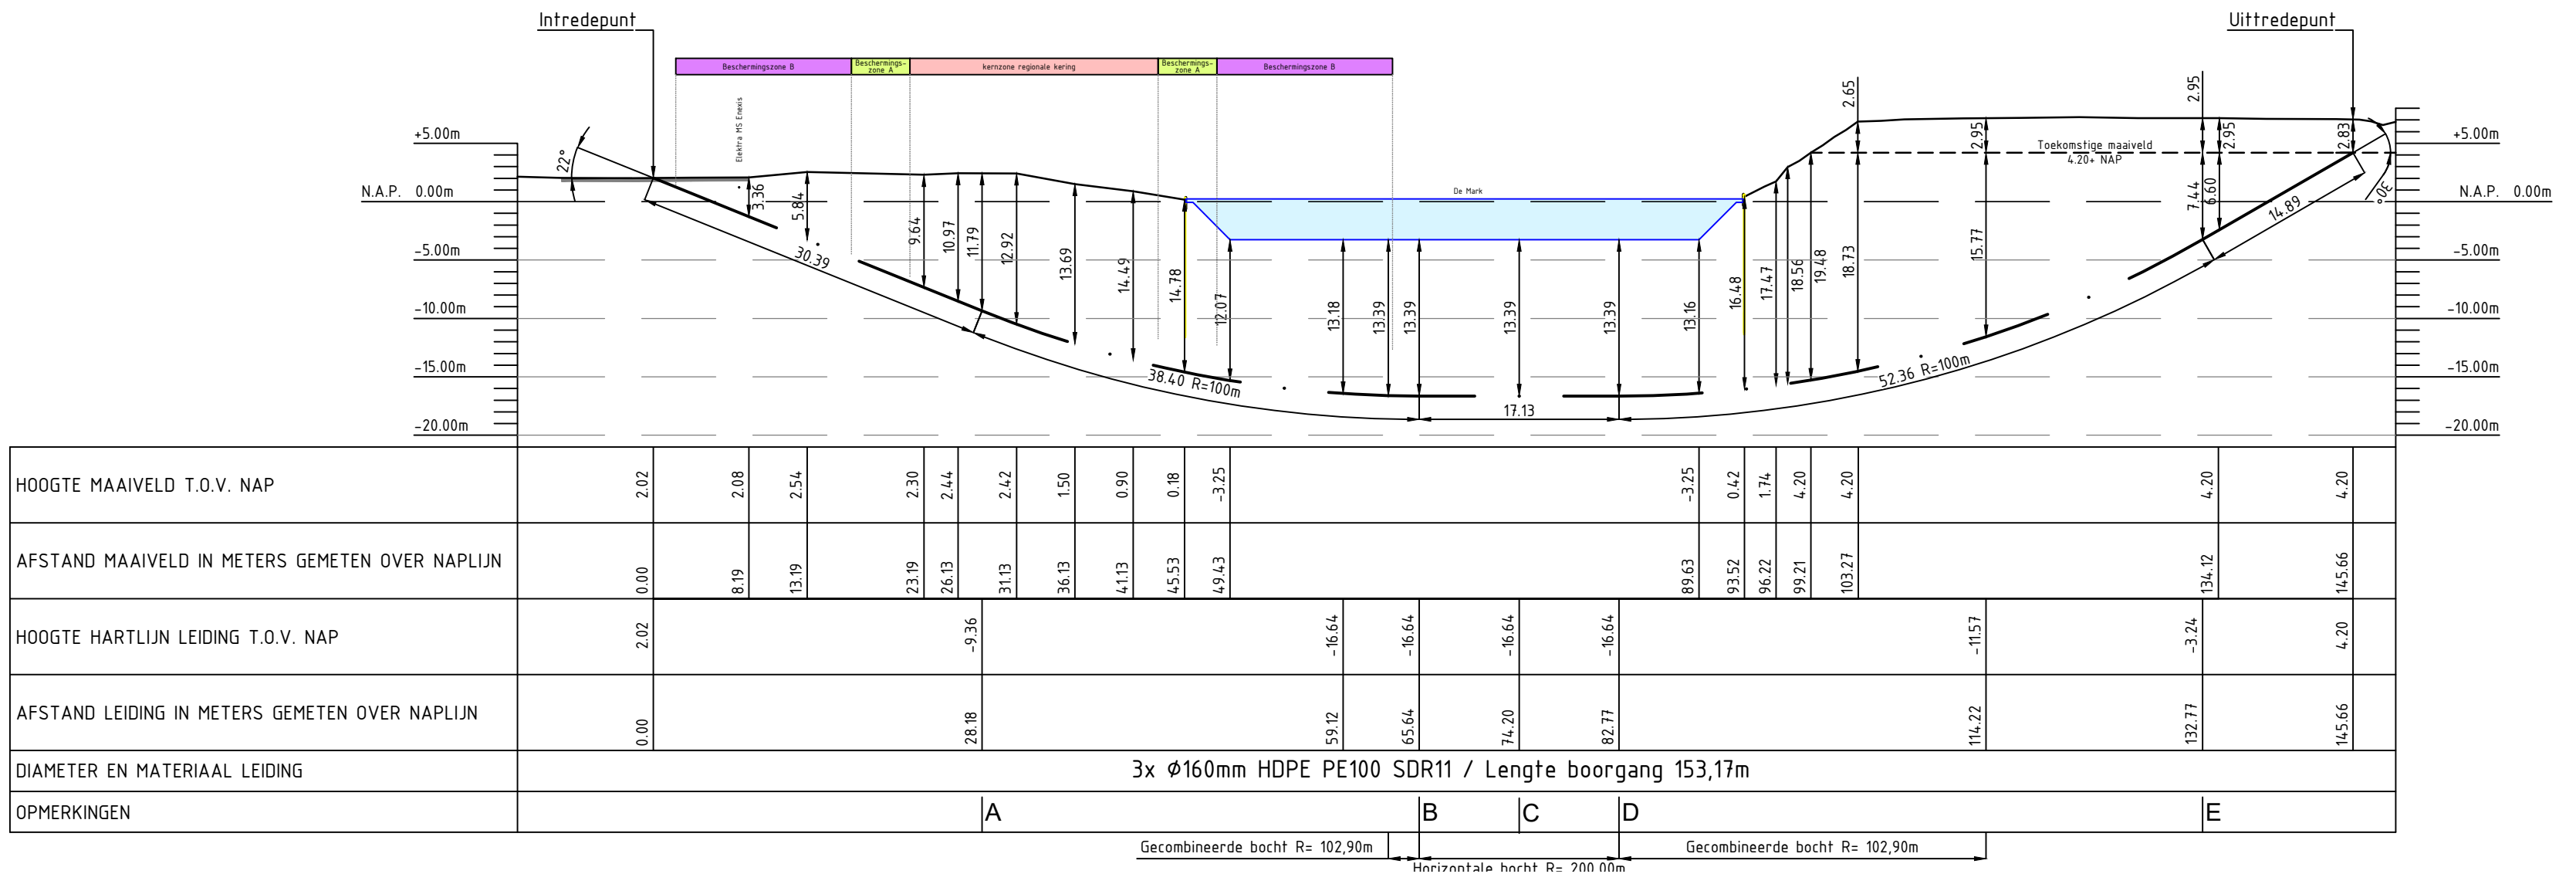 Intredepunt
Uittredepunt
Beschermingszone B
Beschermings-
zone A
kernzone regionale kering
Beschermings-
zone A
Beschermingszone B
Elektra MS Enexis
22°
+5.00m
N.A.P. 0.00m
-5.00m
-10.00m
-15.00m
-20.00m
3.36
5.84
9.64
10.97
11.79
12.92
13.69
14.49
14.78
12.07
13.18
13.39
13.39
13.39
13.39
13.16
16.48
17.47
18.56
19.48
18.73
2.65
15.77
2.95
2.95
7.44
2.95
6.60
2.83
De Mark
Toekomstige maaiveld
4.20+ NAP
30°
30.39
38.40 R=100m
17.13
52.36 R=100m
14.89
+5.00m
N.A.P. 0.00m
-5.00m
-10.00m
-15.00m
-20.00m
HOOGTE MAAIVELD T.O.V. NAP
2.02
2.08
2.54
2.30
2.44
2.42
1.50
0.90
0.18
-3.25
-3.25
0.42
1.74
4.20
4.20
4.20
4.20
AFSTAND MAAIVELD IN METERS GEMETEN OVER NAPLIJN
0.00
8.19
13.19
23.19
26.13
31.13
36.13
41.13
45.53
49.43
89.63
93.52
96.22
99.21
103.27
134.12
145.66
HOOGTE HARTLIJN LEIDING T.O.V. NAP
2.02
-9.36
-16.64
-16.64
-16.64
-16.64
-11.57
-3.24
4.20
AFSTAND LEIDING IN METERS GEMETEN OVER NAPLIJN
0.00
28.18
59.12
65.64
74.20
82.77
114.22
132.77
145.66
DIAMETER EN MATERIAAL LEIDING
3x Ø160mm HDPE PE100 SDR11 / Lengte boorgang 153,17m
OPMERKINGEN
A
B
C
D
E
Gecombineerde bocht R= 102,90m
Gecombineerde bocht R= 102,90m
Horizontale bocht R= 200,00m